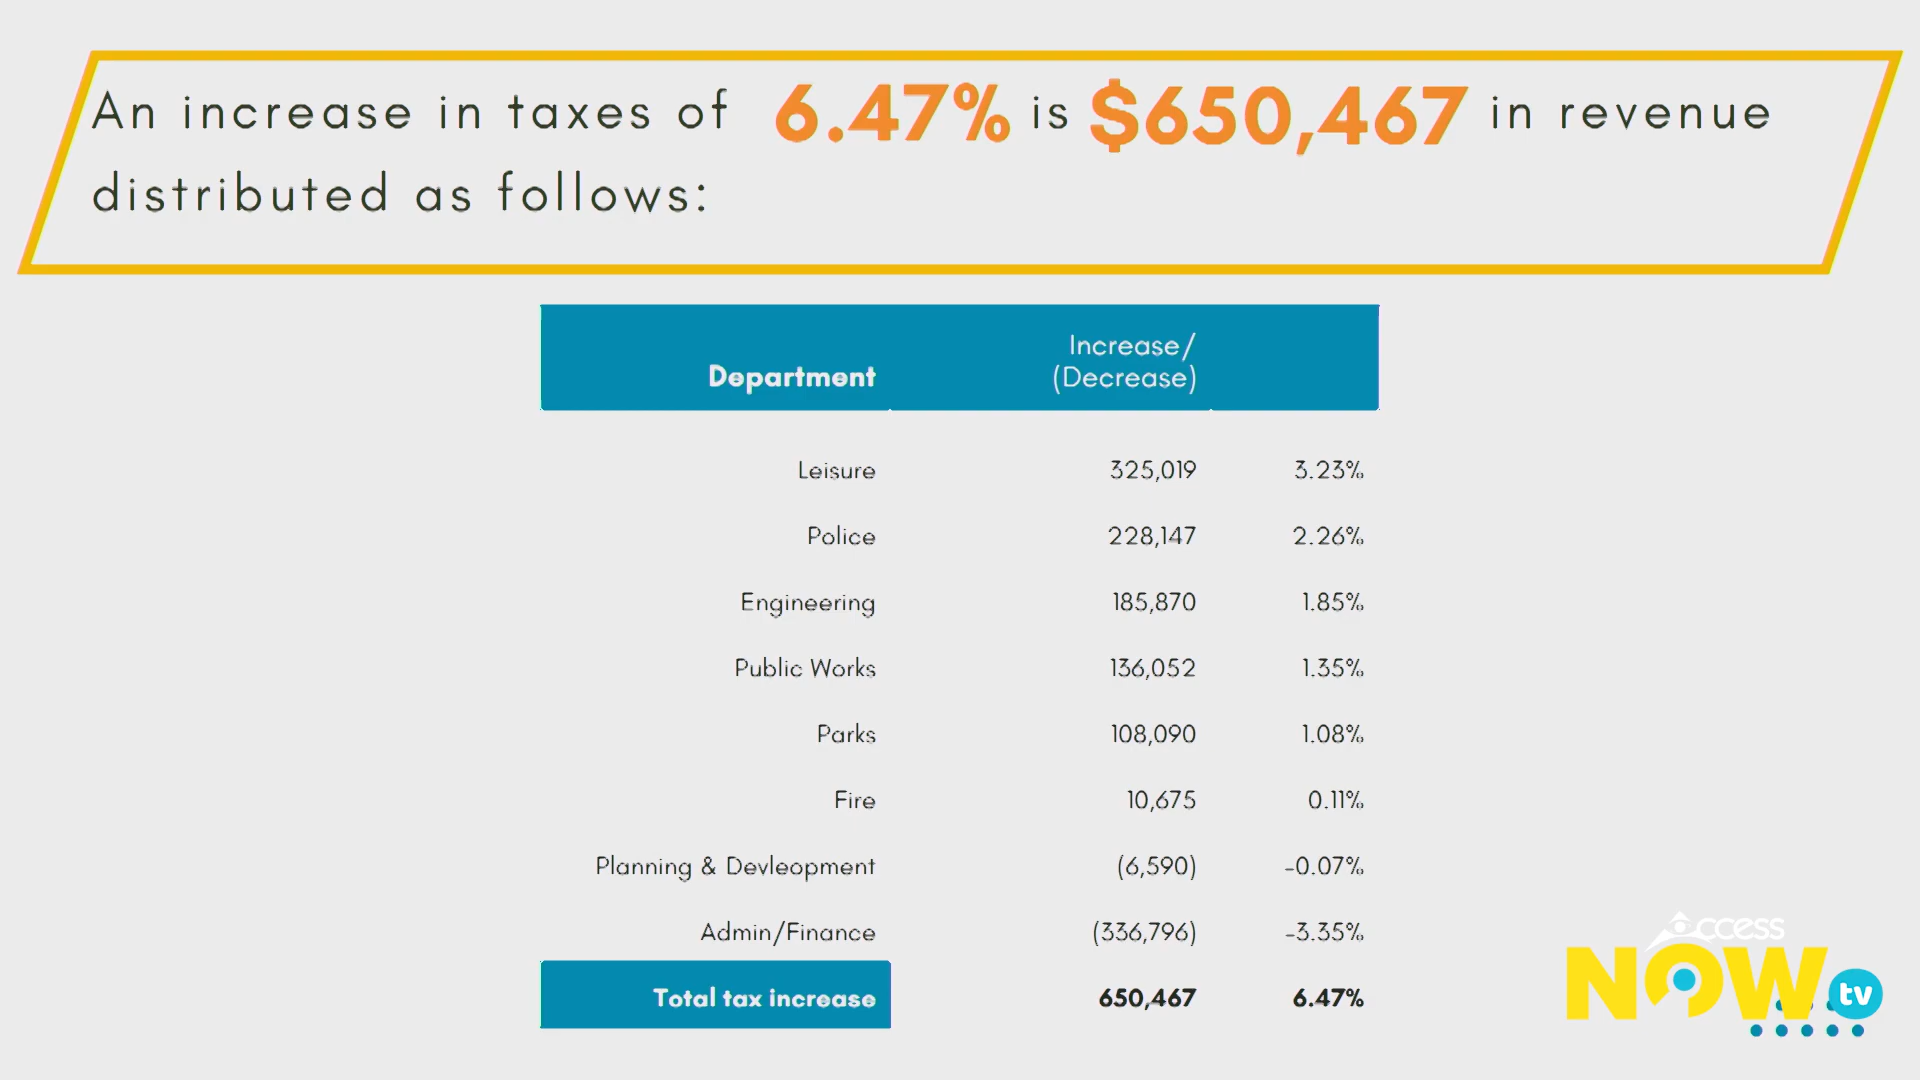 An increase in taxes of 6.47% is $650,467 in revenue
distributed as follows:
Department Increase/
(Decrease)
Leisure 325,019 3.23%
Police 228,147 2.26%
Engineering 185,870 1.85%
Public Works 136,052 1.35%
Parks 108,090 1.08%
Fire 10,675 0.11%
Planning & Devleopment (6,590) -0.07%
Admin/Finance (336,796) -3.35%
Total tax increase 650,467 6.47%
Access
NOW tv